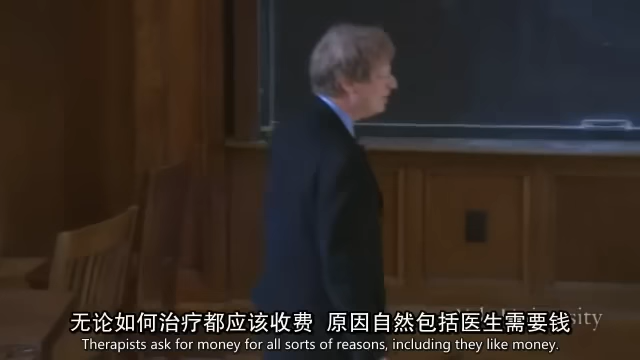 无论如何治疗都应该收费 原因自然包括医生需要钱
Therapists ask for money for all sorts of reasons, including they like money.